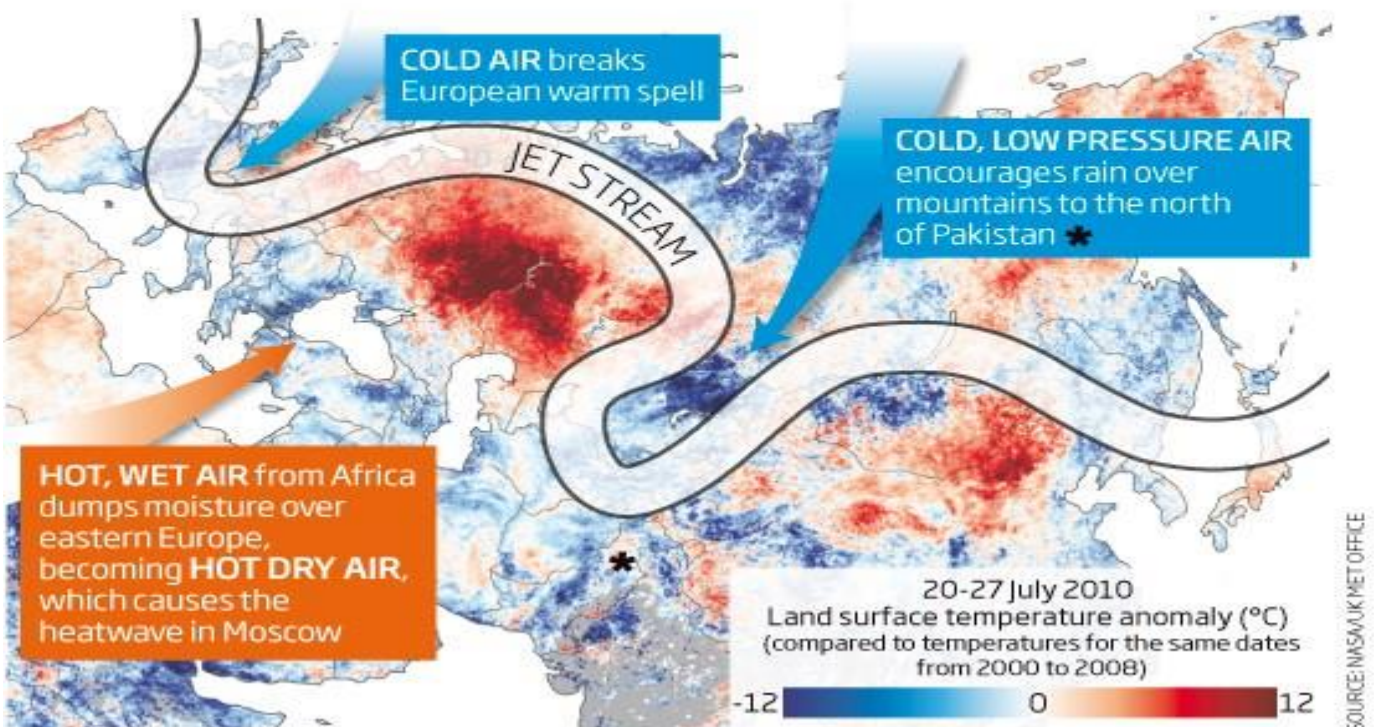 COLD AIR breaks
European warm spell
JET STREAM
COLD, LOW PRESSURE AIR
encourages rain over
mountains to the north
of Pakistan *
HOT, WET AIR from Africa
dumps moisture over
eastern Europe,
becoming HOT DRY AIR,
which causes the
heatwave in Moscow
*
20-27 July 2010
Land surface temperature anomaly (°C)
(compared to temperatures for the same dates
from 2000 to 2008)
-12 0 12
SOURCE: NASA/UK MET OFFICE